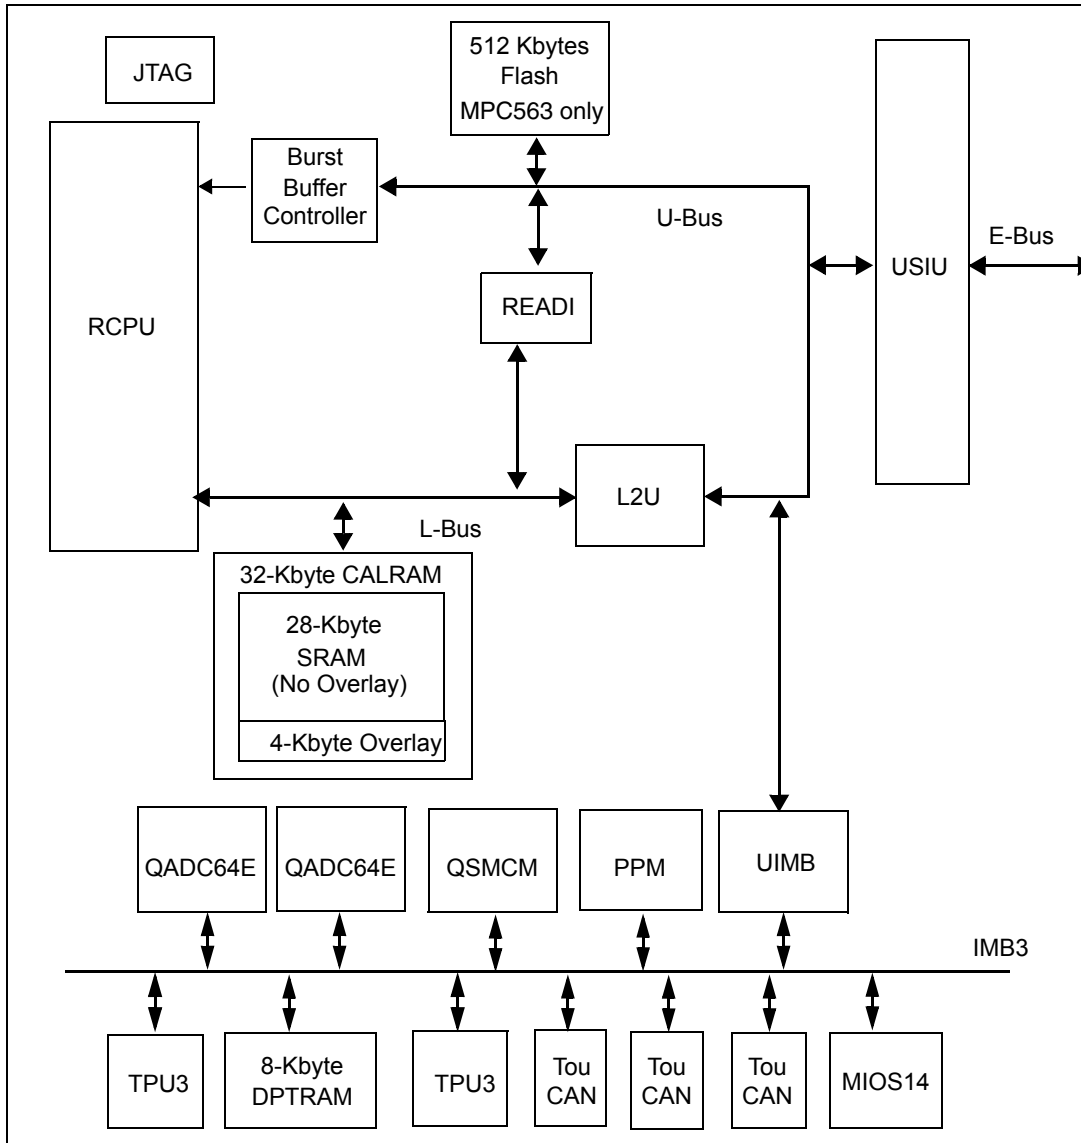 JTAG
512 Kbytes
Flash
MPC563 only
Burst
Buffer
Controller
U-Bus
E-Bus
USIU
READI
RCPU
L2U
L-Bus
32-Kbyte CALRAM
28-Kbyte
SRAM
(No Overlay)
4-Kbyte Overlay
QADC64E
QADC64E
QSMCM
PPM
UIMB
IMB3
TPU3
8-Kbyte
DPTRAM
TPU3
Tou
CAN
Tou
CAN
Tou
CAN
MIOS14